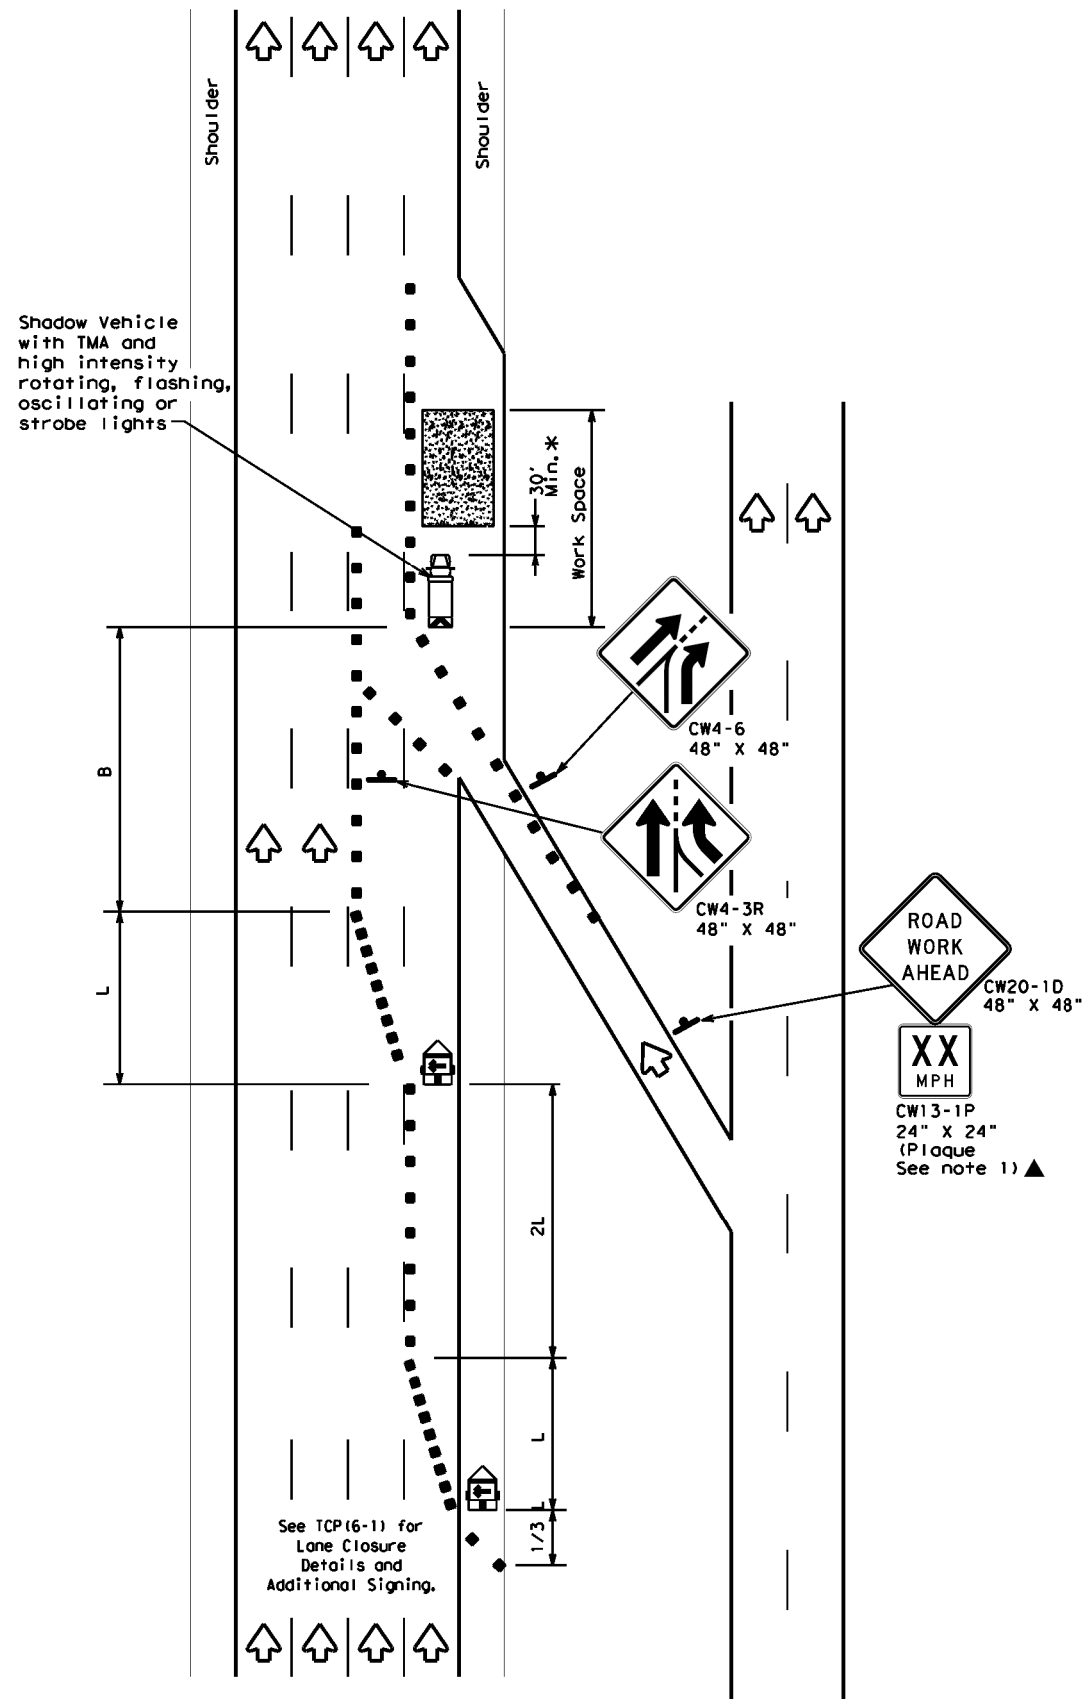 Shoulder
Shoulder
Shadow Vehicle
with TMA and
high intensity
rotating, flashing,
oscillating or
strobe lights
30'
Min.*
Work Space
CW4-6
48" X 48"
B
CW4-3R
48" X 48"
ROAD
WORK
AHEAD
CW20-1D
48" X 48"
XX
MPH
CW13-1P
24" X 24"
(Plaque
See note 1) ▲
L
2L
L
1/3 L
See TCP(6-1) for
Lane Closure
Details and
Additional Signing.